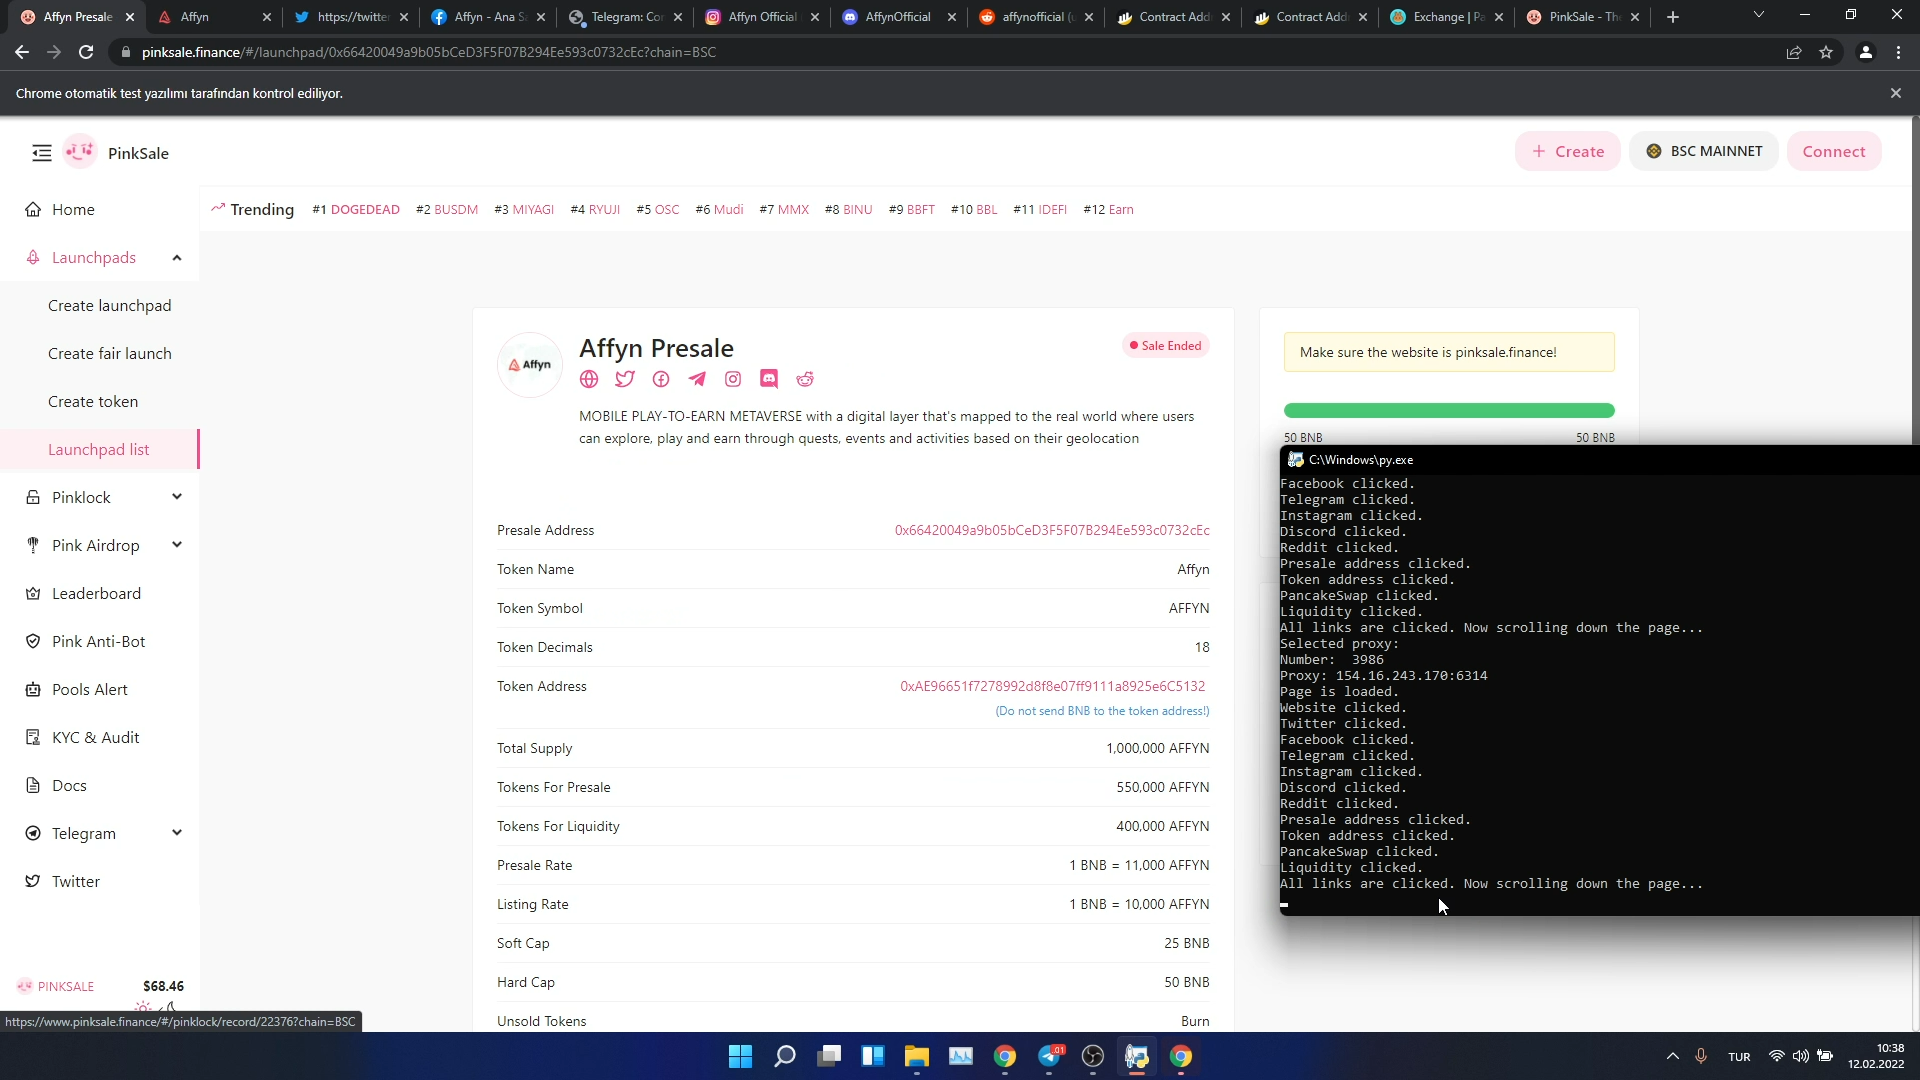 Affyn Presale
Affyn
https://twitte
Affyn - Ana S
Telegram: Co
Affyn Official
AffynOfficial
affynofficial (u
Contract Add
Contract Add
Exchange | Pa
PinkSale - The
pinksale.finance/#/launchpad/0x66420049a9b05bCeD3F5F07B294Ee593c0732cEc?chain=BSC
Chrome otomatik test yazılımı tarafından kontrol ediliyor.
PinkSale
Create
BSC MAINNET
Connect
Home
Launchpads
Create launchpad
Create fair launch
Create token
Launchpad list
Pinklock
Pink Airdrop
Leaderboard
Pink Anti-Bot
Pools Alert
KYC & Audit
Docs
Telegram
Twitter
PINKSALE $68.46
https://www.pinksale.finance/#/pinklock/record/22376?chain=BSC
Trending #1 DOGEDEAD #2 BUSDM #3 MIYAGI #4 RYUJI #5 OSC #6 Mudi #7 MMX #8 BINU #9 BBFT #10 BBL #11 IDEFI #12 Earn
Affyn
Affyn Presale
Sale Ended
MOBILE PLAY-TO-EARN METAVERSE with a digital layer that's mapped to the real world where users
can explore, play and earn through quests, events and activities based on their geolocation
Presale Address 0x66420049a9b05bCeD3F5F07B294Ee593c0732cEc
Token Name Affyn
Token Symbol AFFYN
Token Decimals 18
Token Address 0xAE96651f7278992d8f8e07ff9111a8925e6C5132
(Do not send BNB to the token address!)
Total Supply 1,000,000 AFFYN
Tokens For Presale 550,000 AFFYN
Tokens For Liquidity 400,000 AFFYN
Presale Rate 1 BNB = 11,000 AFFYN
Listing Rate 1 BNB = 10,000 AFFYN
Soft Cap 25 BNB
Hard Cap 50 BNB
Unsold Tokens Burn
Make sure the website is pinksale.finance!
50 BNB 50 BNB
C:\Windows\py.exe
Facebook clicked.
Telegram clicked.
Instagram clicked.
Discord clicked.
Reddit clicked.
Presale address clicked.
Token address clicked.
PancakeSwap clicked.
Liquidity clicked.
All links are clicked. Now scrolling down the page...
Selected proxy:
Number:  3986
Proxy: 154.16.243.170:6314
Page is loaded.
Website clicked.
Twitter clicked.
Facebook clicked.
Telegram clicked.
Instagram clicked.
Discord clicked.
Reddit clicked.
Presale address clicked.
Token address clicked.
PancakeSwap clicked.
Liquidity clicked.
All links are clicked. Now scrolling down the page...
TUR
10:38
12.02.2022